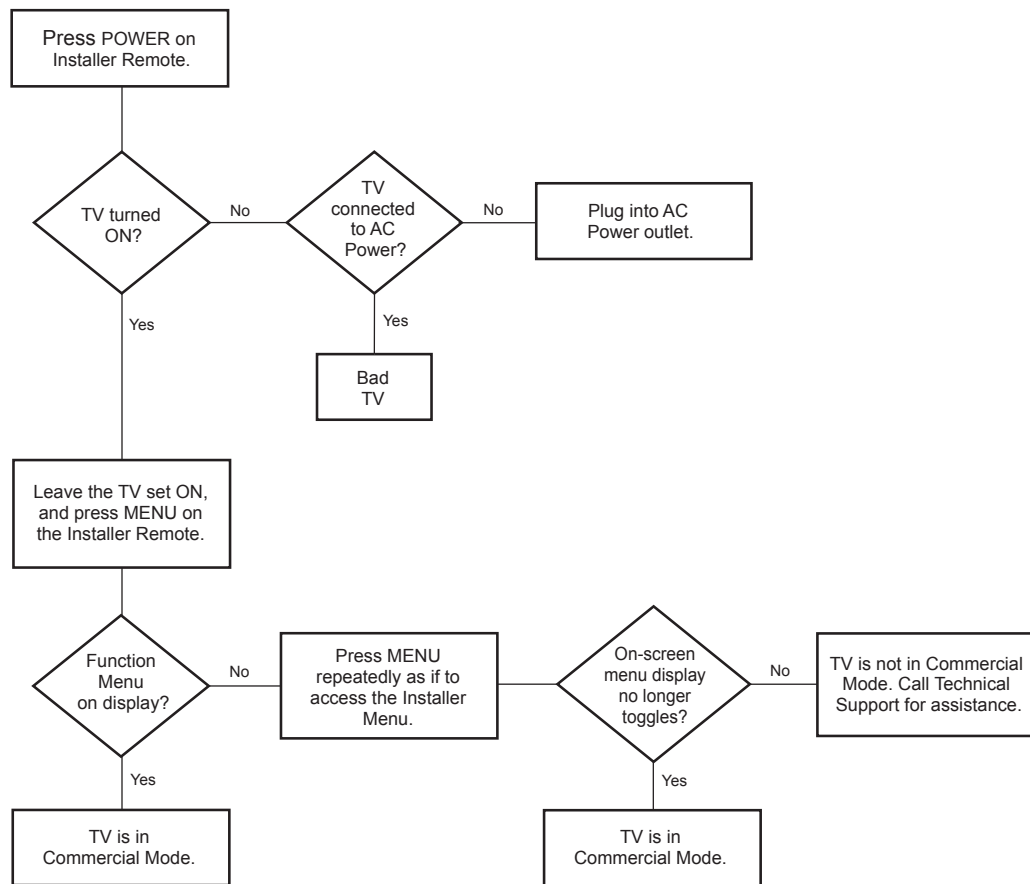 Press POWER on
Installer Remote.
TV turned
ON?
No
TV
connected
to AC
Power?
No
Plug into AC
Power outlet.
Yes
Yes
Bad
TV
Leave the TV set ON,
and press MENU on
the Installer Remote.
Function
Menu
on display?
No
Press MENU
repeatedly as if to
access the Installer
Menu.
On-screen
menu display
no longer
toggles?
No
TV is not in Commercial
Mode. Call Technical
Support for assistance.
Yes
Yes
TV is in
Commercial Mode.
TV is in
Commercial Mode.